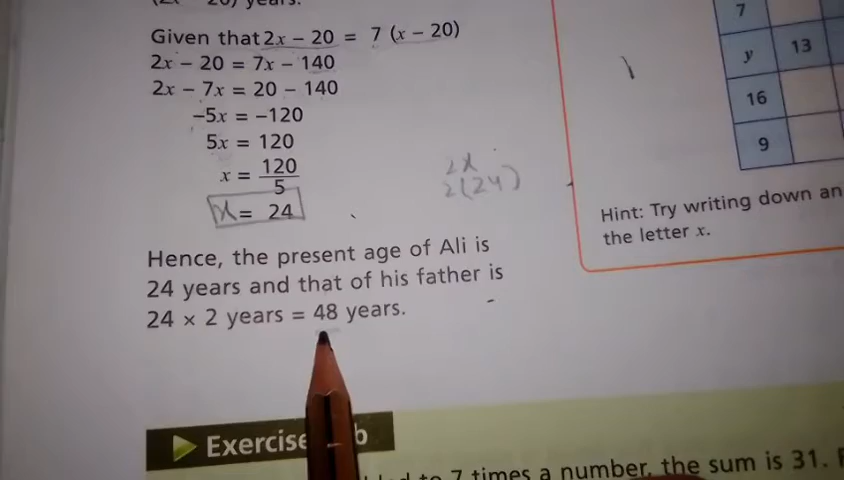 years.
Given that 2x − 20 = 7 (x − 20)
2x − 20 = 7x − 140
2x − 7x = 20 − 140
−5x = −120
5x = 120
x = 120
5
x = 24
2x
2(24)
Hence, the present age of Ali is
24 years and that of his father is
24 × 2 years = 48 years.
7
y 13
16
9
Hint: Try writing down an
the letter x.
Exercise b
to 7 times a number, the sum is 31.